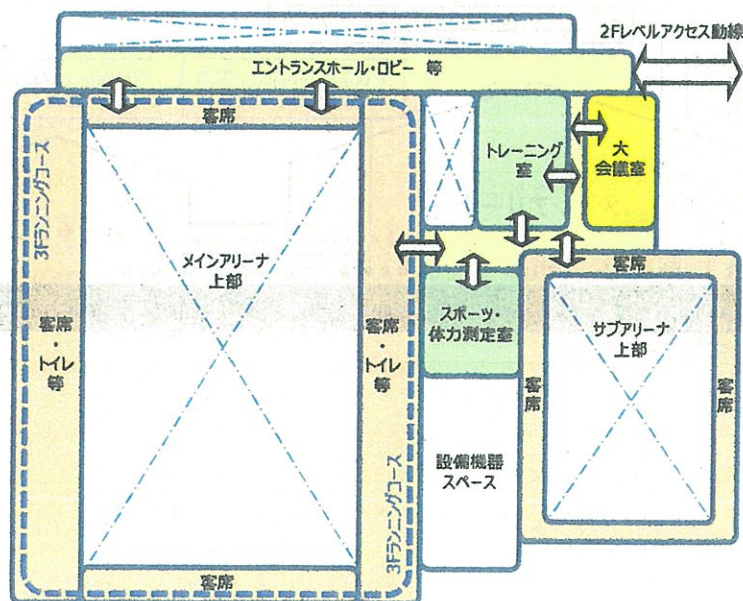 2Fレベルアクセス動線
エントランスホール・ロビー 等
客席
トレーニング
室
大
会議室
3Fランニングコース
メインアリーナ
上部
客席
スポーツ・
体力測定室
サブアリーナ
上部
客席・
トイレ
等
客席・
トイレ
等
客席
客席
設備機器
スペース
3Fランニングコース
客席